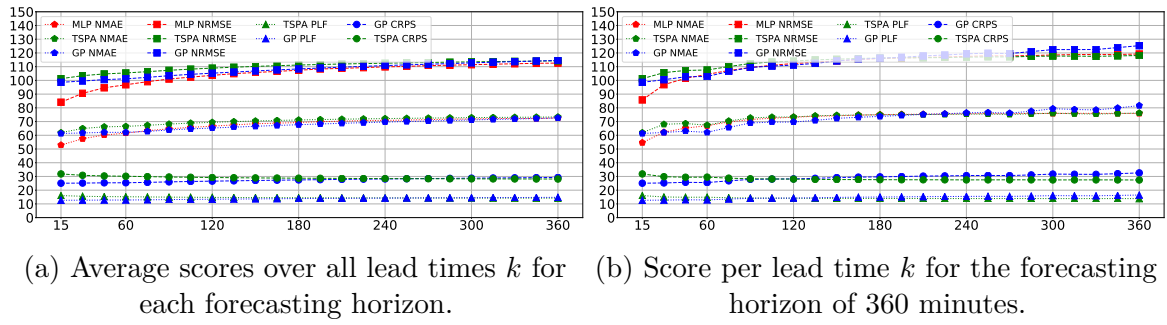 150
140
130
120
110
100
90
80
70
60
50
40
30
20
10
0
15 60 120 180 240 300 360
MLP NMAE MLP NRMSE TSPA PLF GP CRPS
TSPA NMAE TSPA NRMSE GP PLF TSPA CRPS
GP NMAE GP NRMSE
150
140
130
120
110
100
90
80
70
60
50
40
30
20
10
0
15 60 120 180 240 300 360
MLP NMAE MLP NRMSE TSPA PLF GP CRPS
TSPA NMAE TSPA NRMSE GP PLF TSPA CRPS
GP NMAE GP NRMSE
(a) Average scores over all lead times k for
each forecasting horizon.
(b) Score per lead time k for the forecasting
horizon of 360 minutes.